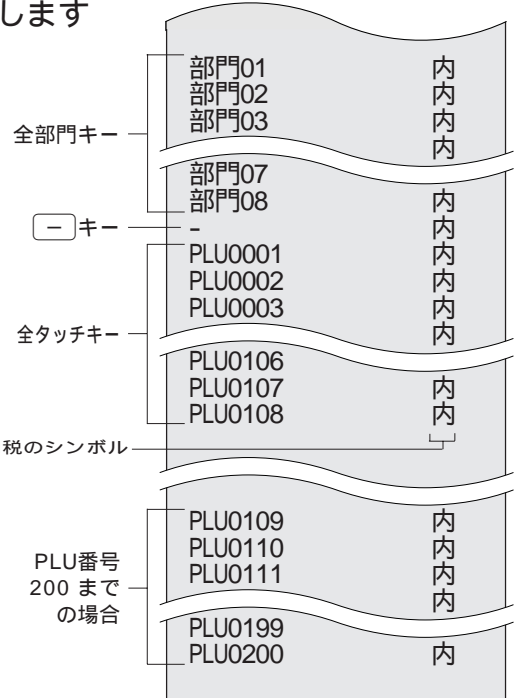 します
部門01 内
部門02 内
部門03 内
内
全部門キー
部門07
部門08 内
－ キー
- 内
PLU0001 内
PLU0002 内
PLU0003 内
内
全タッチキー
PLU0106
PLU0107 内
PLU0108 内
税のシンボル
PLU0109 内
PLU0110 内
PLU0111 内
内
PLU番号
200 まで
の場合
PLU0199
PLU0200 内